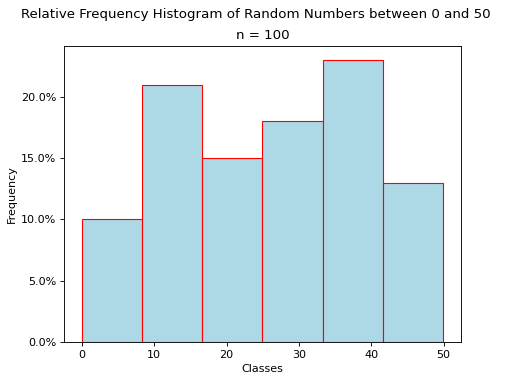 Relative Frequency Histogram of Random Numbers between 0 and 50
n = 100
Frequency
20.0%
15.0%
10.0%
5.0%
0.0%
0 10 20 30 40 50
Classes